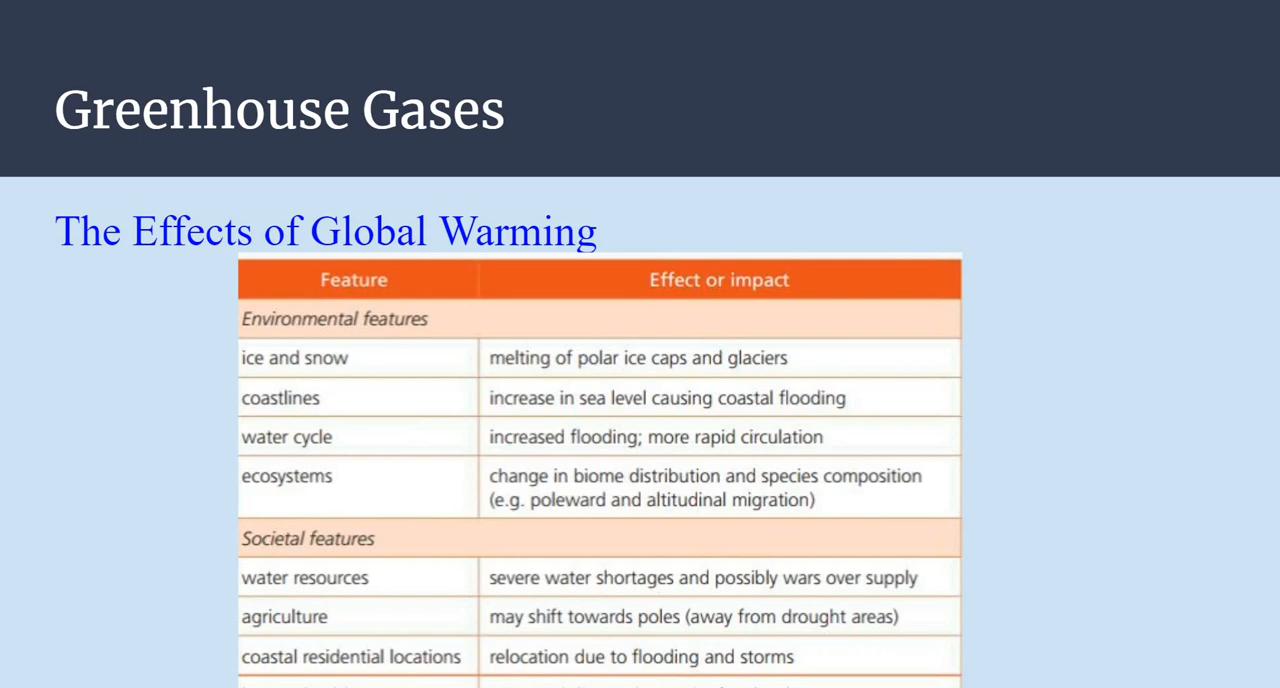 Greenhouse Gases
The Effects of Global Warming
Feature Effect or impact
Environmental features
ice and snow melting of polar ice caps and glaciers
coastlines increase in sea level causing coastal flooding
water cycle increased flooding; more rapid circulation
ecosystems change in biome distribution and species composition
(e.g. poleward and altitudinal migration)
Societal features
water resources severe water shortages and possibly wars over supply
agriculture may shift towards poles (away from drought areas)
coastal residential locations relocation due to flooding and storms